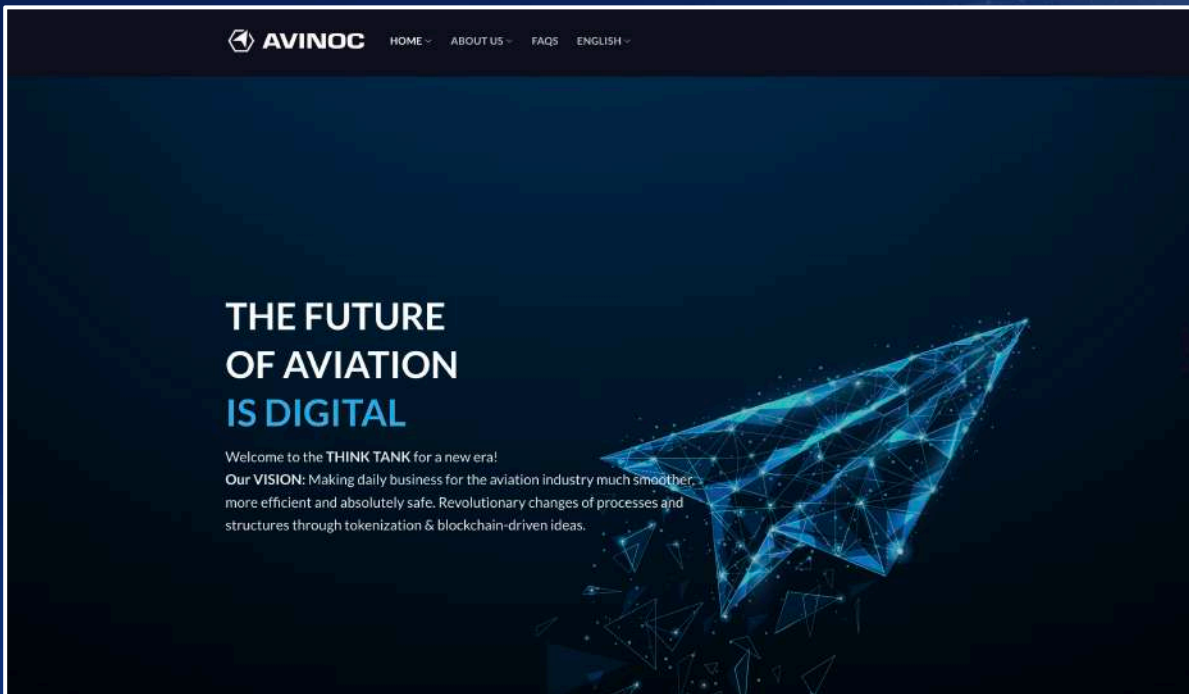 AVINOC HOME ABOUT US FAQS ENGLISH
THE FUTURE
OF AVIATION
IS DIGITAL
Welcome to the THINK TANK for a new era!
Our VISION: Making daily business for the aviation industry much smoother,
more efficient and absolutely safe. Revolutionary changes of processes and
structures through tokenization & blockchain-driven ideas.